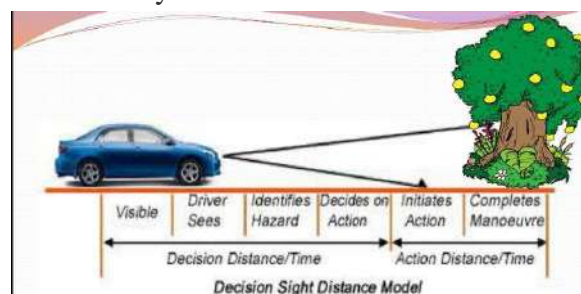 Visible
Driver Sees
Identifies Hazard
Decides on Action
Initiates Action
Completes Manoeuvre
Decision Distance/Time
Action Distance/Time
Decision Sight Distance Model